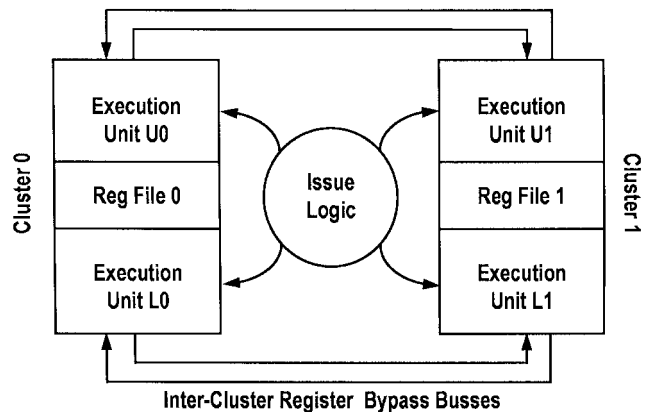 Execution
Unit U0
Reg File 0
Execution
Unit L0
Cluster 0
Issue
Logic
Execution
Unit U1
Reg File 1
Execution
Unit L1
Cluster 1
Inter-Cluster Register Bypass Busses